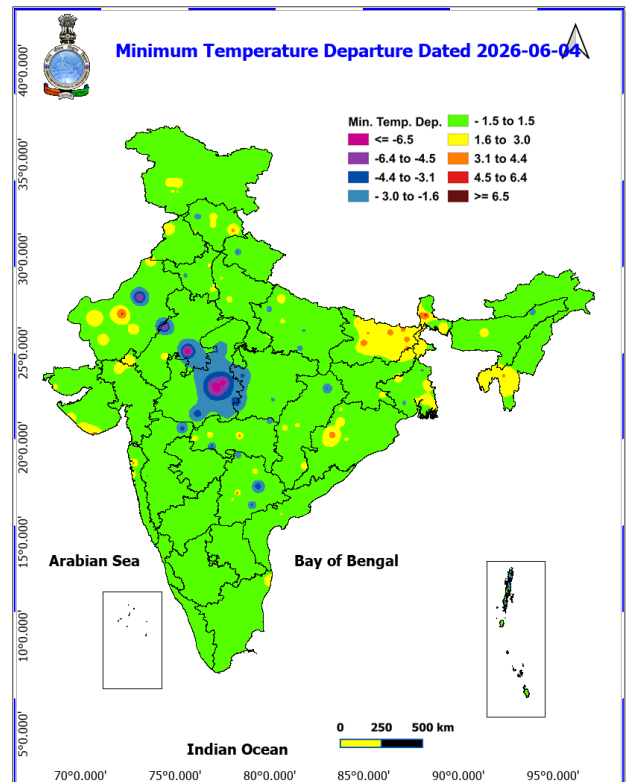 Minimum Temperature Departure Dated 2026-06-04
Min. Temp. Dep.
<= -6.5
-6.4 to -4.5
-4.4 to -3.1
- 3.0 to -1.6
- 1.5 to 1.5
1.6 to 3.0
3.1 to 4.4
4.5 to 6.4
>= 6.5
40°0.000'
35°0.000'
30°0.000'
25°0.000'
20°0.000'
15°0.000'
10°0.000'
5°0.000'
Arabian Sea
Bay of Bengal
0 250 500 km
Indian Ocean
70°0.000' 75°0.000' 80°0.000' 85°0.000' 90°0.000' 95°0.000'